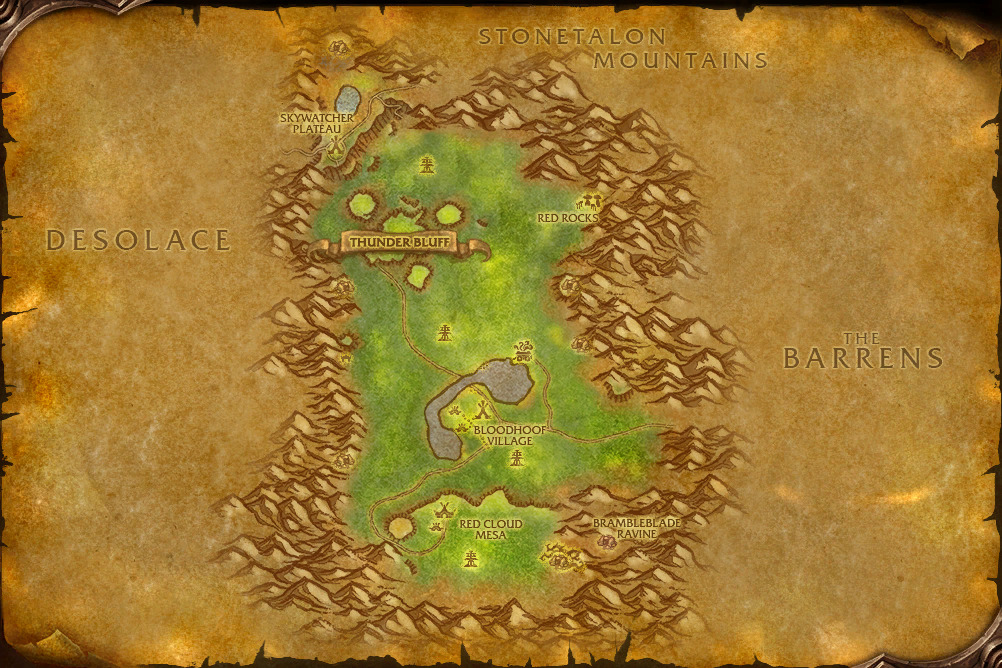 STONETALON
MOUNTAINS
SKYWATCHER
PLATEAU
RED ROCKS
DESOLACE
THUNDER BLUFF
THE
BARRENS
BLOODHOOF
VILLAGE
RED CLOUD
MESA
BRAMBLEBLADE
RAVINE